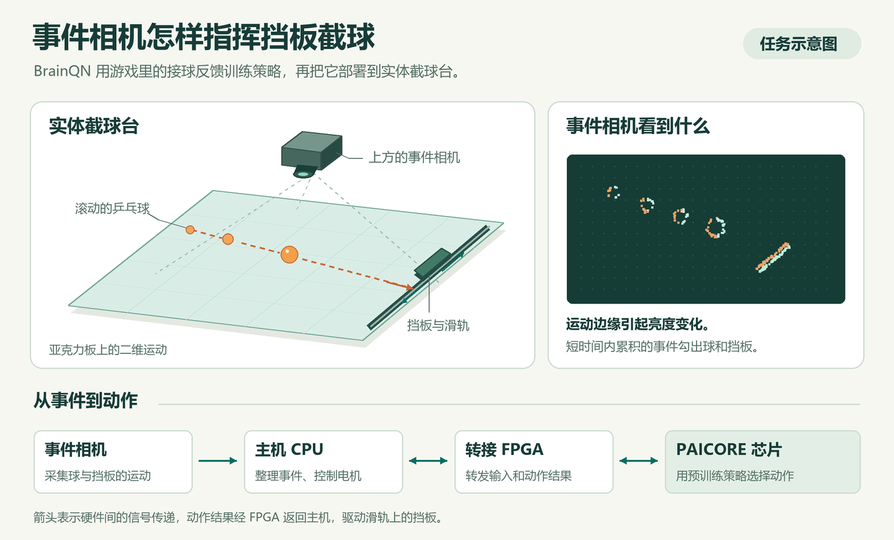 事件相机怎样指挥挡板截球
任务示意图
BrainQN 用游戏里的接球反馈训练策略，再把它部署到实体截球台。
实体截球台
上方的事件相机
滚动的乒乓球
挡板与滑轨
亚克力板上的二维运动
事件相机看到什么
运动边缘引起亮度变化。
短时间内累积的事件勾出球和挡板。
从事件到动作
事件相机
采集球与挡板的运动
主机 CPU
整理事件、控制电机
转接 FPGA
转发输入和动作结果
PAICORE 芯片
用预训练策略选择动作
箭头表示硬件间的信号传递，动作结果经 FPGA 返回主机，驱动滑轨上的挡板。